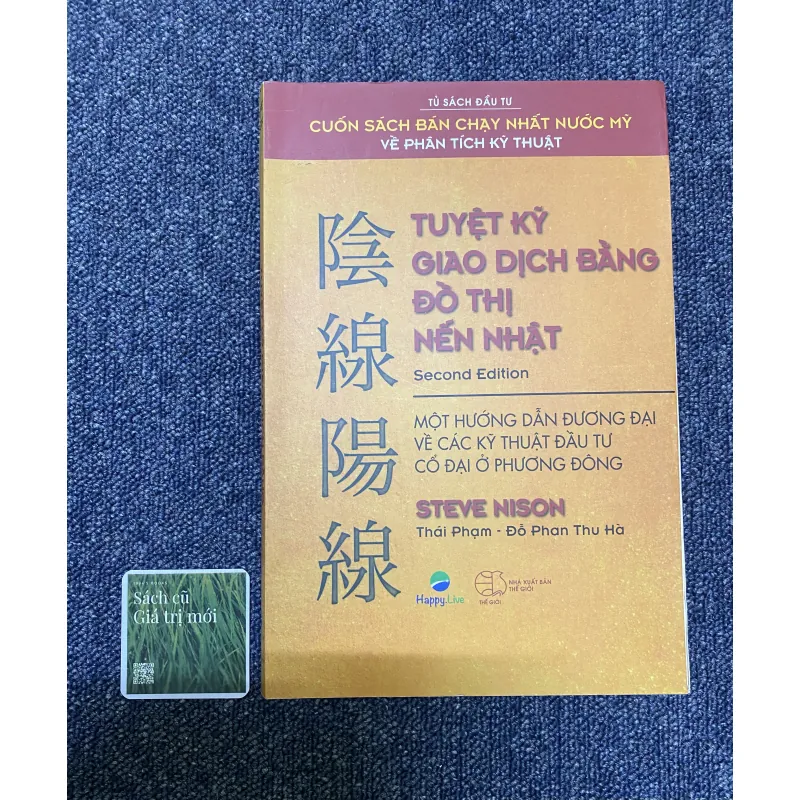 TỦ SÁCH ĐẦU TƯ
CUỐN SÁCH BÁN CHẠY NHẤT NƯỚC MỸ
VỀ PHÂN TÍCH KỸ THUẬT
陰線陽線
TUYỆT KỸ
GIAO DỊCH BẰNG
ĐỒ THỊ
NẾN NHẬT
Second Edition
MỘT HƯỚNG DẪN ĐƯƠNG ĐẠI
VỀ CÁC KỸ THUẬT ĐẦU TƯ
CỔ ĐẠI Ở PHƯƠNG ĐÔNG
STEVE NISON
Thái Phạm - Đỗ Phan Thu Hà
Happy.Live
THẾ GIỚI
NHÀ XUẤT BẢN
THẾ GIỚI
Sách cũ
Giá trị mới